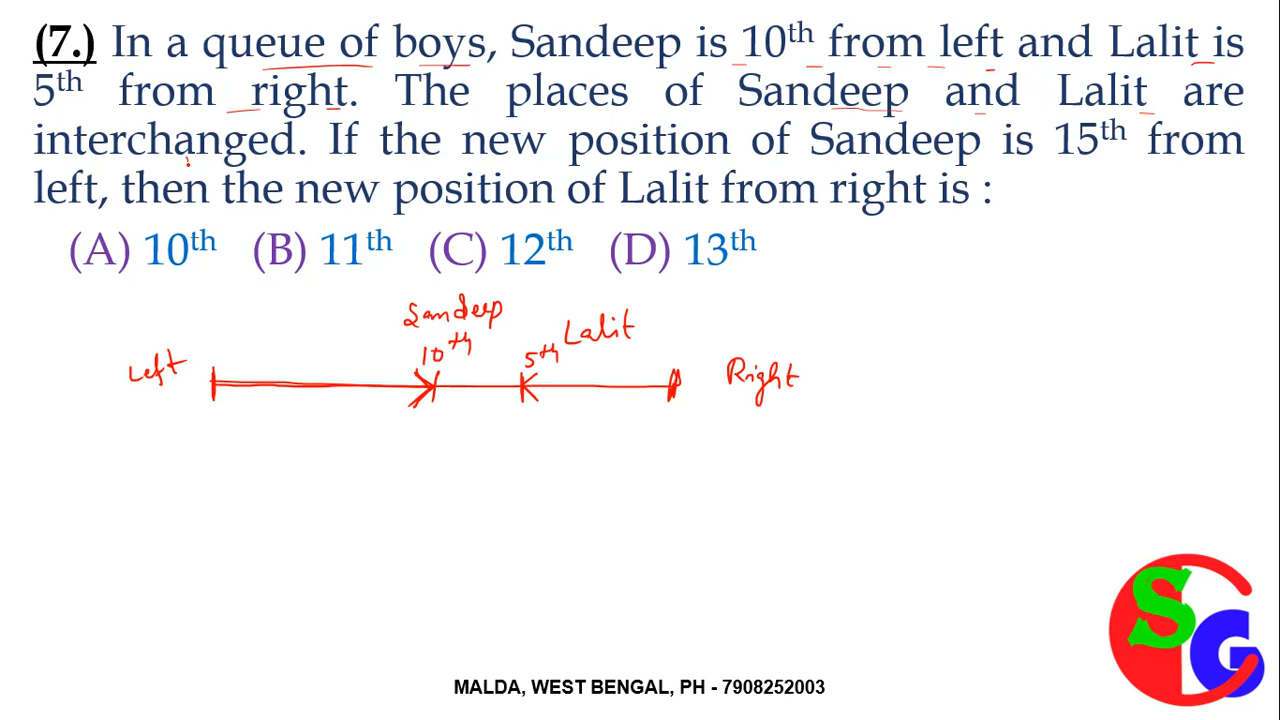 (7.) In a queue of boys, Sandeep is 10th from left and Lalit is
5th from right. The places of Sandeep and Lalit are
interchanged. If the new position of Sandeep is 15th from
left, then the new position of Lalit from right is :
(A) 10th (B) 11th (C) 12th (D) 13th
Sandeep
10th 5th Lalit
Left Right
SG
MALDA, WEST BENGAL, PH - 7908252003